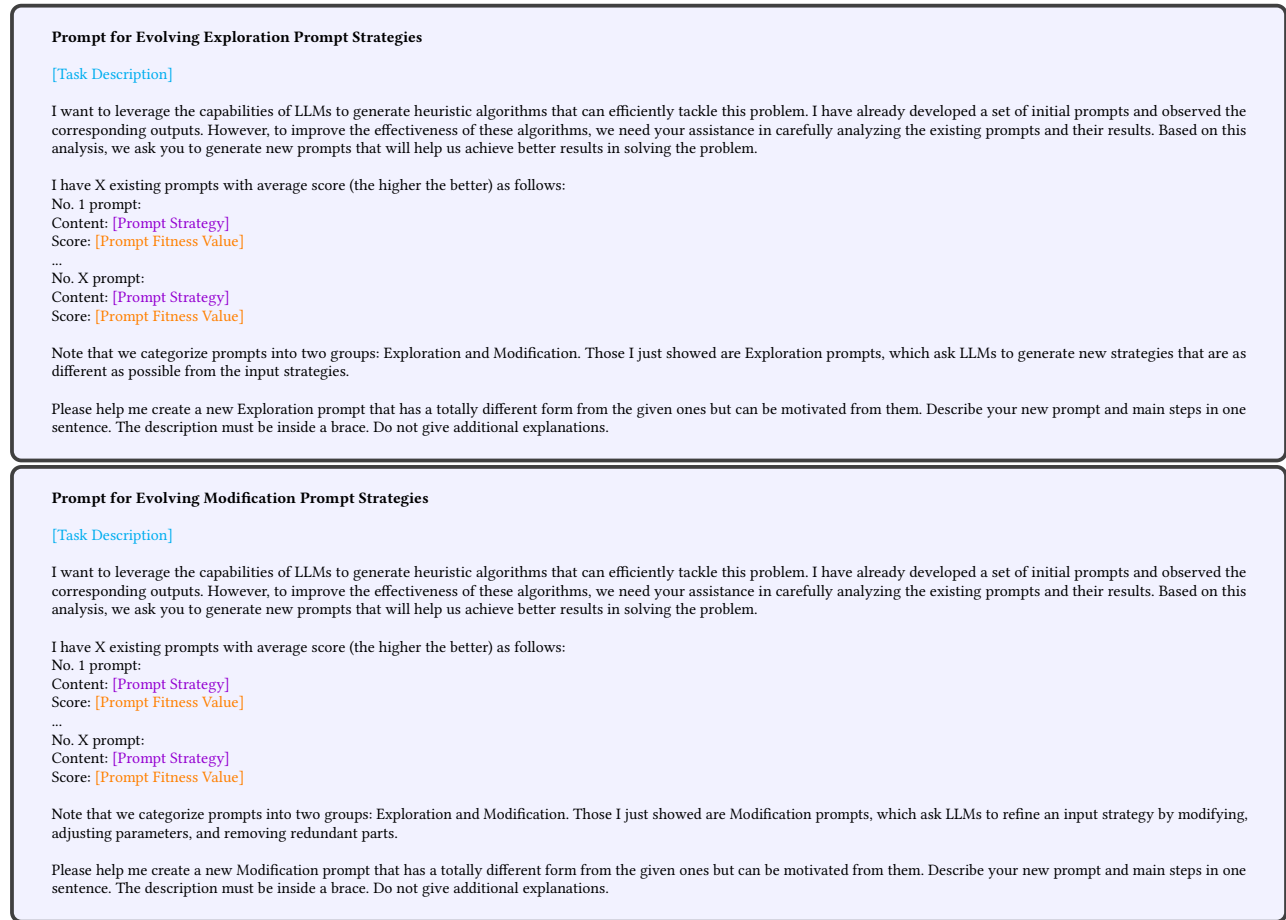 Prompt for Evolving Exploration Prompt Strategies
[Task Description]
I want to leverage the capabilities of LLMs to generate heuristic algorithms that can efficiently tackle this problem. I have already developed a set of initial prompts and observed the
corresponding outputs. However, to improve the effectiveness of these algorithms, we need your assistance in carefully analyzing the existing prompts and their results. Based on this
analysis, we ask you to generate new prompts that will help us achieve better results in solving the problem.
I have X existing prompts with average score (the higher the better) as follows:
No. 1 prompt:
Content: [Prompt Strategy]
Score: [Prompt Fitness Value]
...
No. X prompt:
Content: [Prompt Strategy]
Score: [Prompt Fitness Value]
Note that we categorize prompts into two groups: Exploration and Modification. Those I just showed are Exploration prompts, which ask LLMs to generate new strategies that are as
different as possible from the input strategies.
Please help me create a new Exploration prompt that has a totally different form from the given ones but can be motivated from them. Describe your new prompt and main steps in one
sentence. The description must be inside a brace. Do not give additional explanations.
Prompt for Evolving Modification Prompt Strategies
[Task Description]
I want to leverage the capabilities of LLMs to generate heuristic algorithms that can efficiently tackle this problem. I have already developed a set of initial prompts and observed the
corresponding outputs. However, to improve the effectiveness of these algorithms, we need your assistance in carefully analyzing the existing prompts and their results. Based on this
analysis, we ask you to generate new prompts that will help us achieve better results in solving the problem.
I have X existing prompts with average score (the higher the better) as follows:
No. 1 prompt:
Content: [Prompt Strategy]
Score: [Prompt Fitness Value]
...
No. X prompt:
Content: [Prompt Strategy]
Score: [Prompt Fitness Value]
Note that we categorize prompts into two groups: Exploration and Modification. Those I just showed are Modification prompts, which ask LLMs to refine an input strategy by modifying,
adjusting parameters, and removing redundant parts.
Please help me create a new Modification prompt that has a totally different form from the given ones but can be motivated from them. Describe your new prompt and main steps in one
sentence. The description must be inside a brace. Do not give additional explanations.